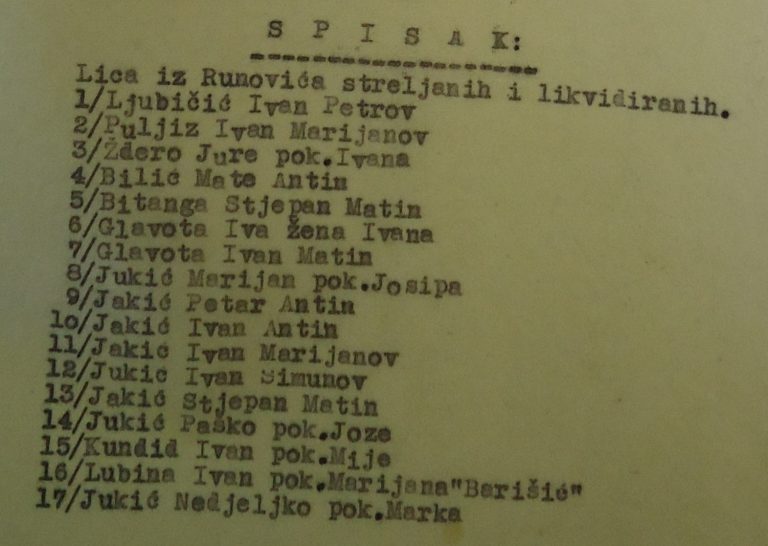 S P I S A K:
Lica iz Runovića streljanih i likvidiranih.
1/Ljubičić Ivan Petrov
2/Puljiz Ivan Marijanov
3/Ždero Jure pok.Ivana
4/Bilić Mate Antin
5/Bitanga Stjepan Matin
6/Glavota Iva žena Ivana
7/Glavota Ivan Matin
8/Jukić Marijan pok.Josipa
9/Jakić Petar Antin
10/Jakić Ivan Antin
11/Jakić Ivan Marijanov
12/Jukić Ivan Šimunov
13/Jakić Stjepan Matin
14/Jukić Paško pok.Joze
15/Kundid Ivan pok.Mije
16/Lubina Ivan pok.Marijana"Barišić"
17/Jukić Nedjeljko pok.Marka